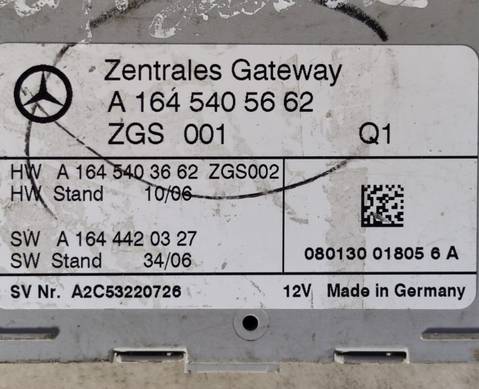 Zentrales Gateway
A 164 540 56 62
ZGS 001 Q1
HW A 164 540 36 62 ZGS002
HW Stand 10/06
SW A 164 442 03 27
SW Stand 34/06
080130 01805 6 A
SV Nr. A2C53220726 12V Made in Germany